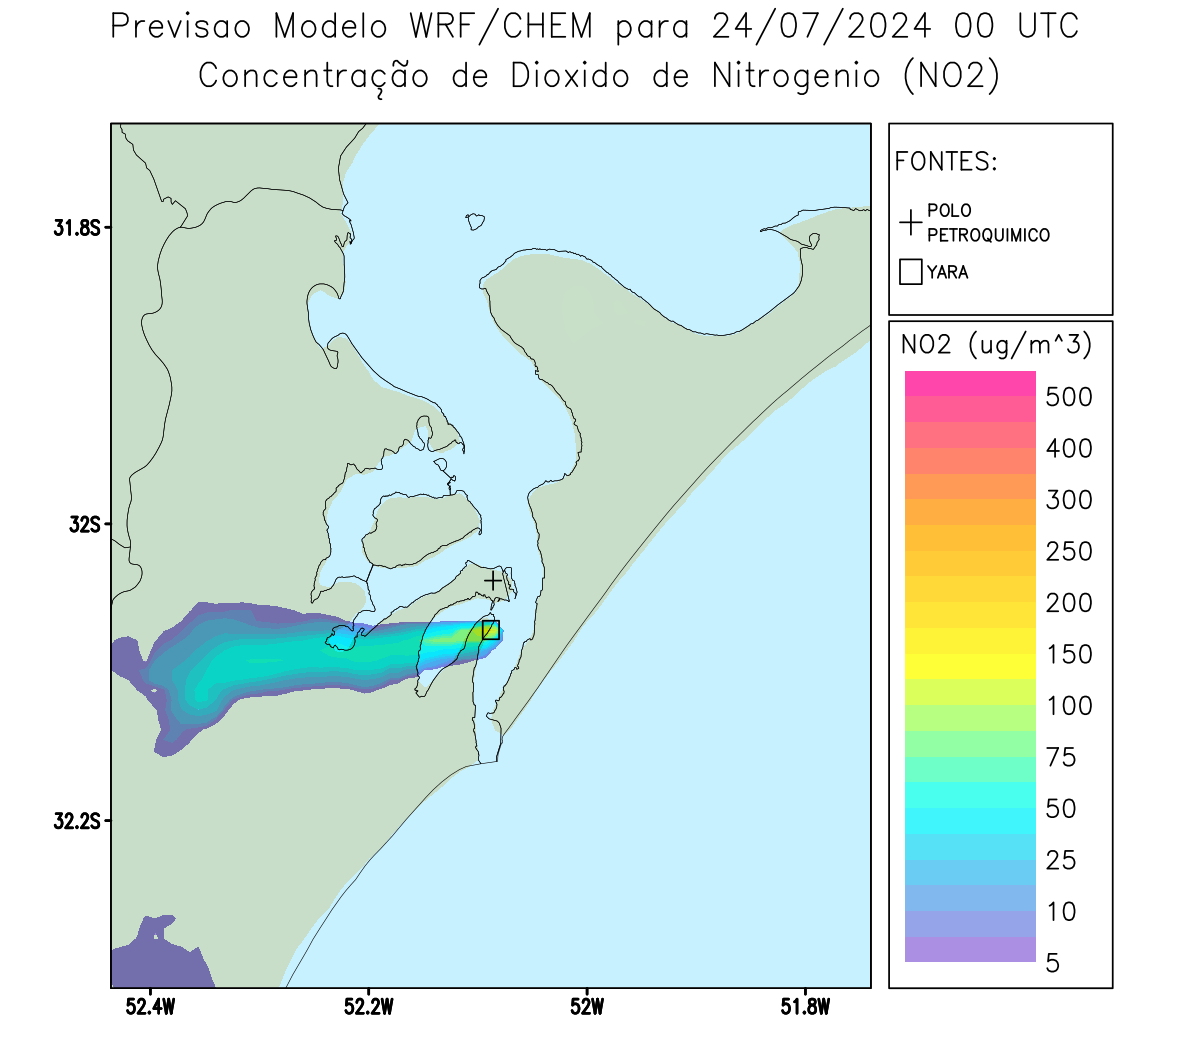 Previsao Modelo WRF/CHEM para 24/07/2024 00 UTC
Concentração de Dioxido de Nitrogenio (NO2)
FONTES:
POLO
PETROQUIMICO
YARA
NO2 (ug/m^3)
500
400
300
250
200
150
100
75
50
25
10
5
31.8S
32S
32.2S
52.4W
52.2W
52W
51.8W